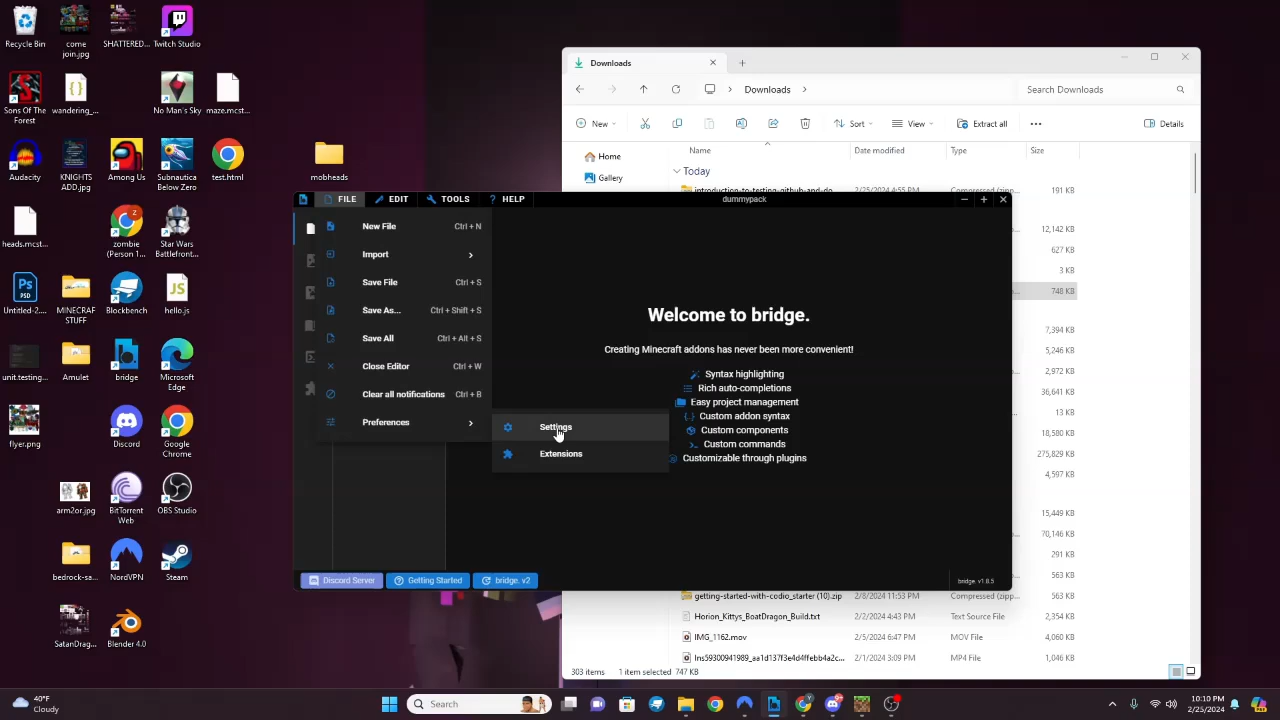 Recycle Bin
come
join.jpg
SHATTERED...
Twitch Studio
Sons Of The
Forest
wandering_...
No Man's Sky
maze.mcst...
Audacity
KNIGHTS
ADD.jpg
Among Us
Subnautica
Below Zero
test.html
mobheads
heads.mcst...
zombie
(Person 1...
Star Wars
Battlefront...
Untitled-2....
MINECRAF
STUFF
Blockbench
hello.js
unit.testing...
Amulet
bridge
Microsoft
Edge
flyer.png
Discord
Google
Chrome
arm2or.jpg
BitTorrent
Web
OBS Studio
bedrock-sa...
NordVPN
Steam
SatanDrag...
Blender 4.0
Downloads
Downloads
Search Downloads
New
Sort
View
Extract all
Details
Home
Gallery
Name
Date modified
Type
Size
Today
introduction-to-testing-github-and-do...
2/25/2024 4:55 PM
Compressed (zipp...
191 KB
12,142 KB
627 KB
3 KB
748 KB
7,394 KB
5,246 KB
2,972 KB
36,641 KB
13 KB
18,580 KB
275,829 KB
4,597 KB
15,449 KB
70,146 KB
291 KB
563 KB
getting-started-with-codio_starter (10).zip
2/8/2024 11:53 PM
Compressed (zipp...
563 KB
Horion_Kittys_BoatDragon_Build.txt
2/2/2024 4:43 PM
Text Source File
2,354 KB
IMG_1162.mov
2/5/2024 6:47 PM
MOV File
4,060 KB
2/1/2024 3:09 PM
MP4 File
1,046 KB
303 items
1 item selected 747 KB
FILE
EDIT
TOOLS
HELP
dummypack
New File
Ctrl + N
Import
Save File
Ctrl + S
Save As...
Ctrl + Shift + S
Save All
Ctrl + Alt + S
Close Editor
Ctrl + W
Clear all notifications
Ctrl + B
Preferences
Settings
Extensions
Welcome to bridge.
Creating Minecraft addons has never been more convenient!
Syntax highlighting
Rich auto-completions
Easy project management
Custom addon syntax
Custom components
Custom commands
Customizable through plugins
Discord Server
Getting Started
bridge. v2
bridge. v1.8.5
40°F
Cloudy
Search
10:10 PM
2/25/2024